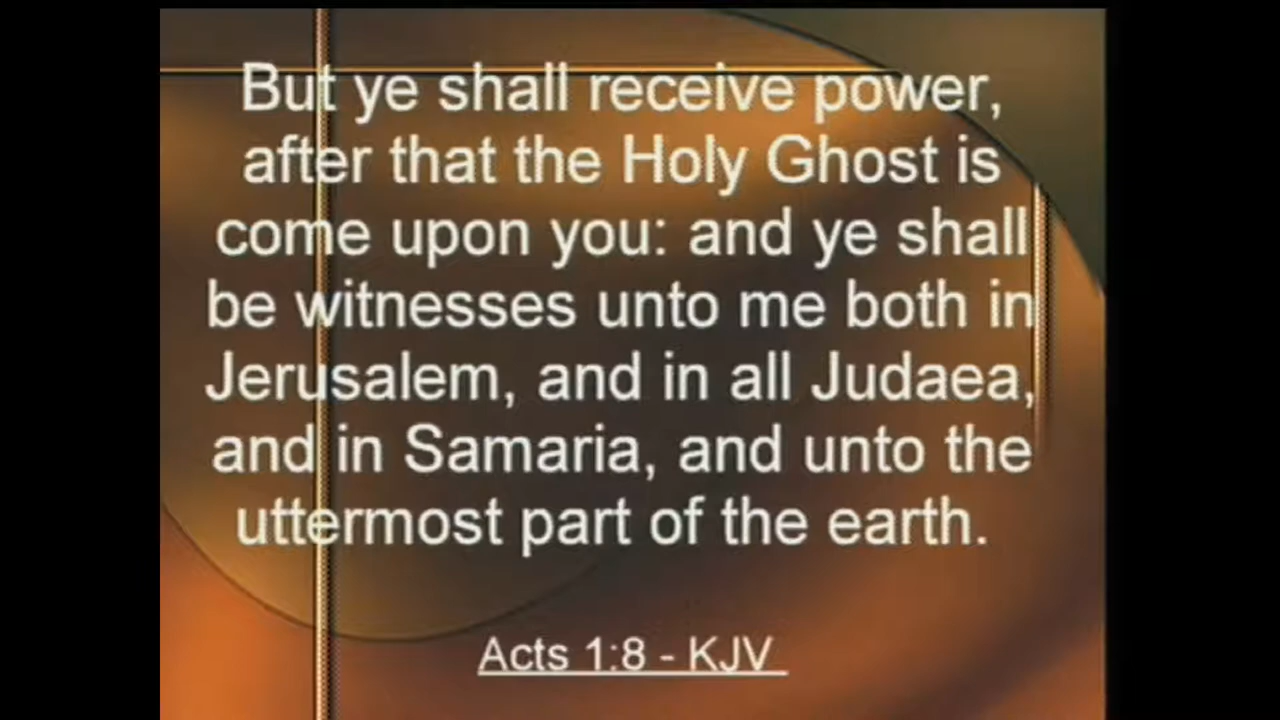 But ye shall receive power,
after that the Holy Ghost is
come upon you: and ye shall
be witnesses unto me both in
Jerusalem, and in all Judaea,
and in Samaria, and unto the
uttermost part of the earth.
Acts 1:8 - KJV